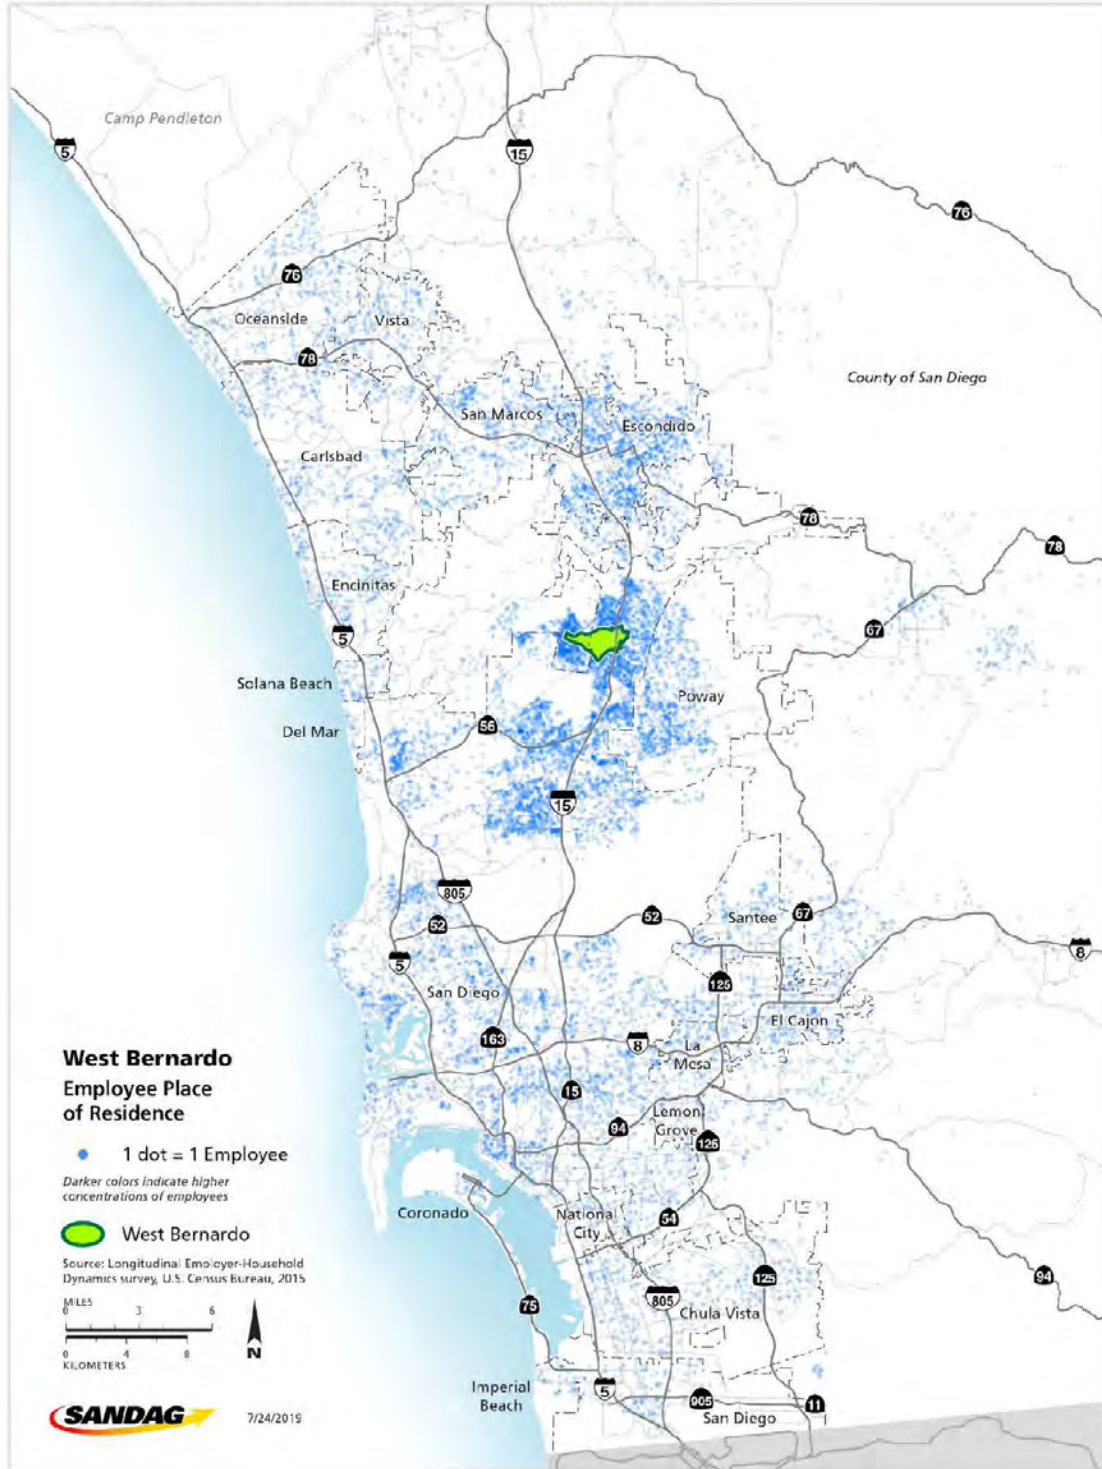 Camp Pendleton
5
15
76
76
Oceanside
Vista
78
County of San Diego
San Marcos
Escondido
Carlsbad
78
78
Encinitas
67
5
Solana Beach
Poway
Del Mar
56
15
805
52
Santee
67
52
5
8
125
San Diego
El Cajon
163
8
La
Mesa
15
Lemon
Grove
94
125
Coronado
National
City
54
125
94
75
805
Chula Vista
Imperial
Beach
5
905
San Diego
11
West Bernardo
Employee Place
of Residence
1 dot = 1 Employee
Darker colors indicate higher
concentrations of employees
West Bernardo
Source: Longitudinal Employer-Household
Dynamics survey, U.S. Census Bureau, 2015
MILES
0 3 6
0 4 8
KILOMETERS
N
SANDAG
7/24/2019